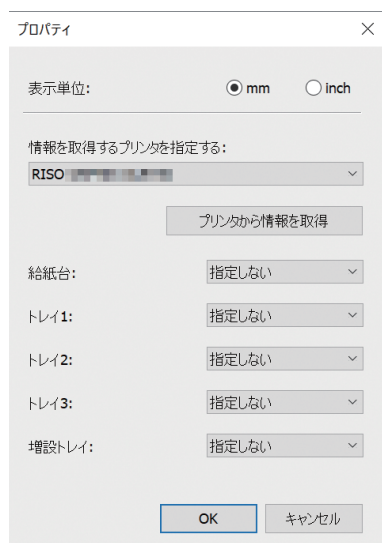 プロパティ
表示単位: mm inch
情報を取得するプリンタを指定する:
RISO
プリンタから情報を取得
給紙台: 指定しない
トレイ1: 指定しない
トレイ2: 指定しない
トレイ3: 指定しない
増設トレイ: 指定しない
OK キャンセル